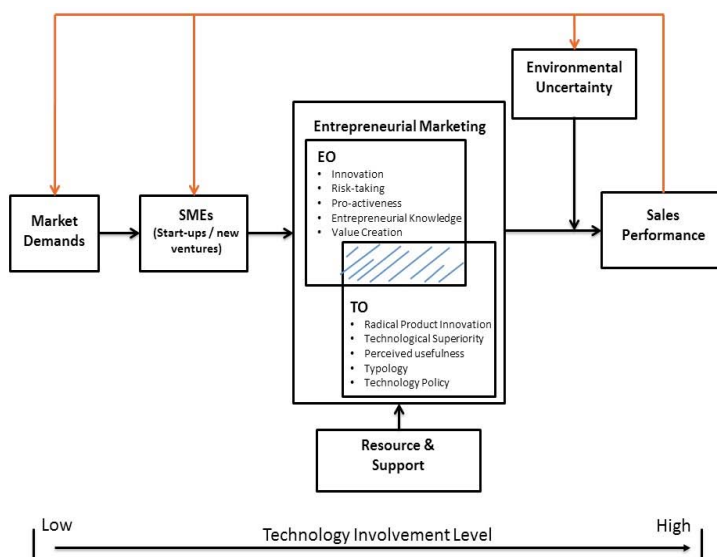 Environmental
Uncertainty
Entrepreneurial Marketing
EO
• Innovation
• Risk-taking
• Pro-activeness
• Entrepreneurial Knowledge
• Value Creation
Market
Demands
SMEs
(Start-ups / new
ventures)
Sales
Performance
TO
• Radical Product Innovation
• Technological Superiority
• Perceived usefulness
• Typology
• Technology Policy
Resource &
Support
Low
Technology Involvement Level
High